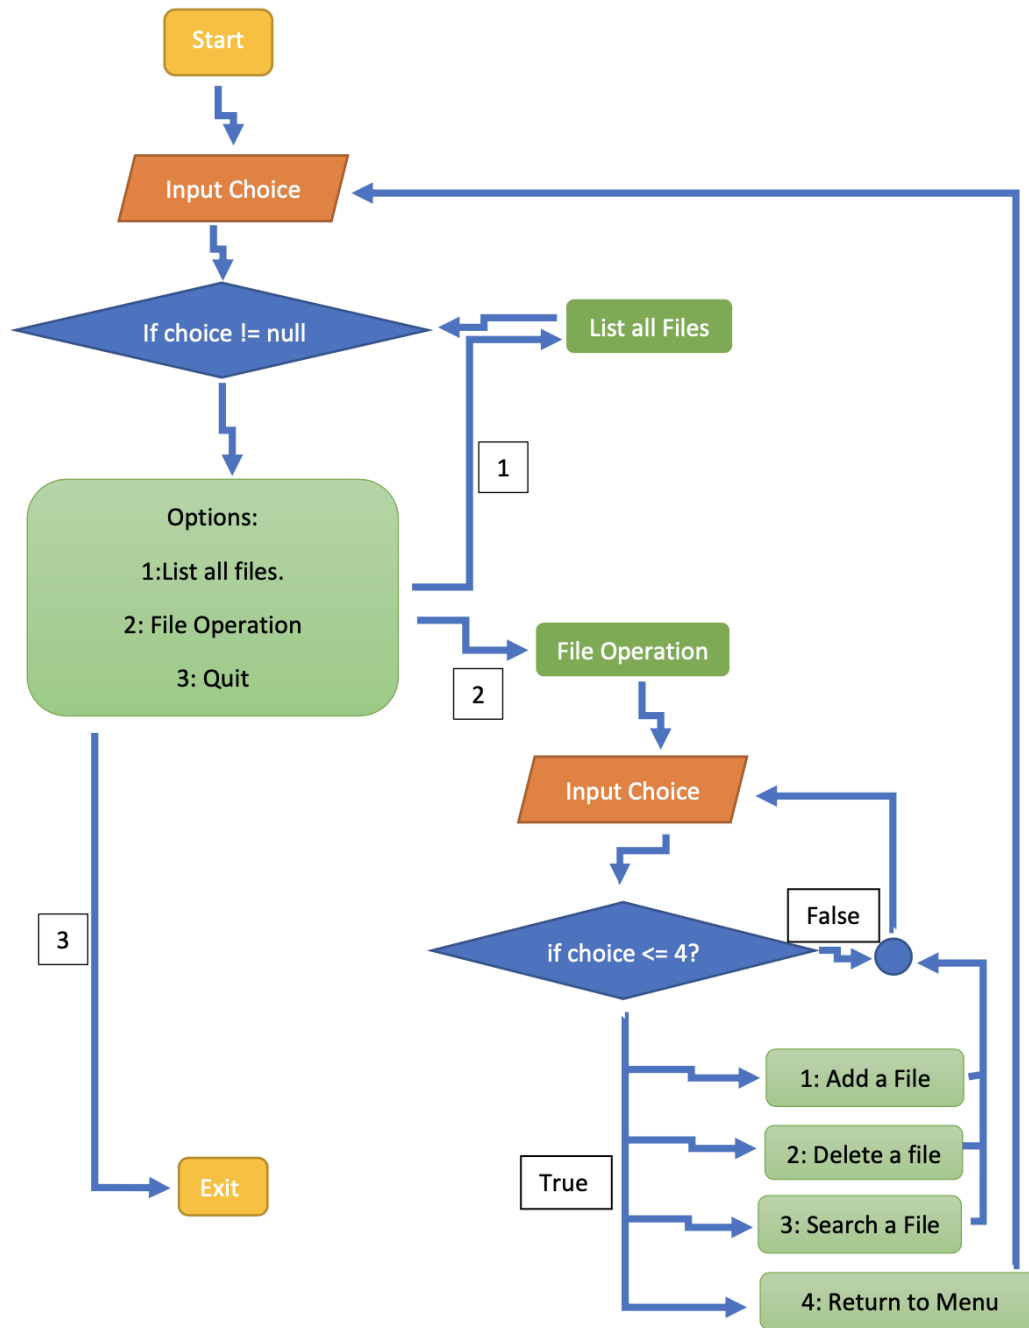 Start
Input Choice
If choice != null
List all Files
1
Options:
1:List all files.
2: File Operation
3: Quit
File Operation
2
Input Choice
False
3
if choice <= 4?
1: Add a File
2: Delete a file
True
Exit
3: Search a File
4: Return to Menu